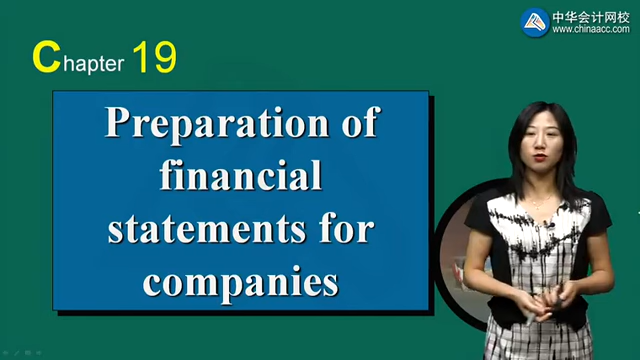 中华会计网校
www.chinaacc.com
Chapter 19
Preparation of
financial
statements for
companies